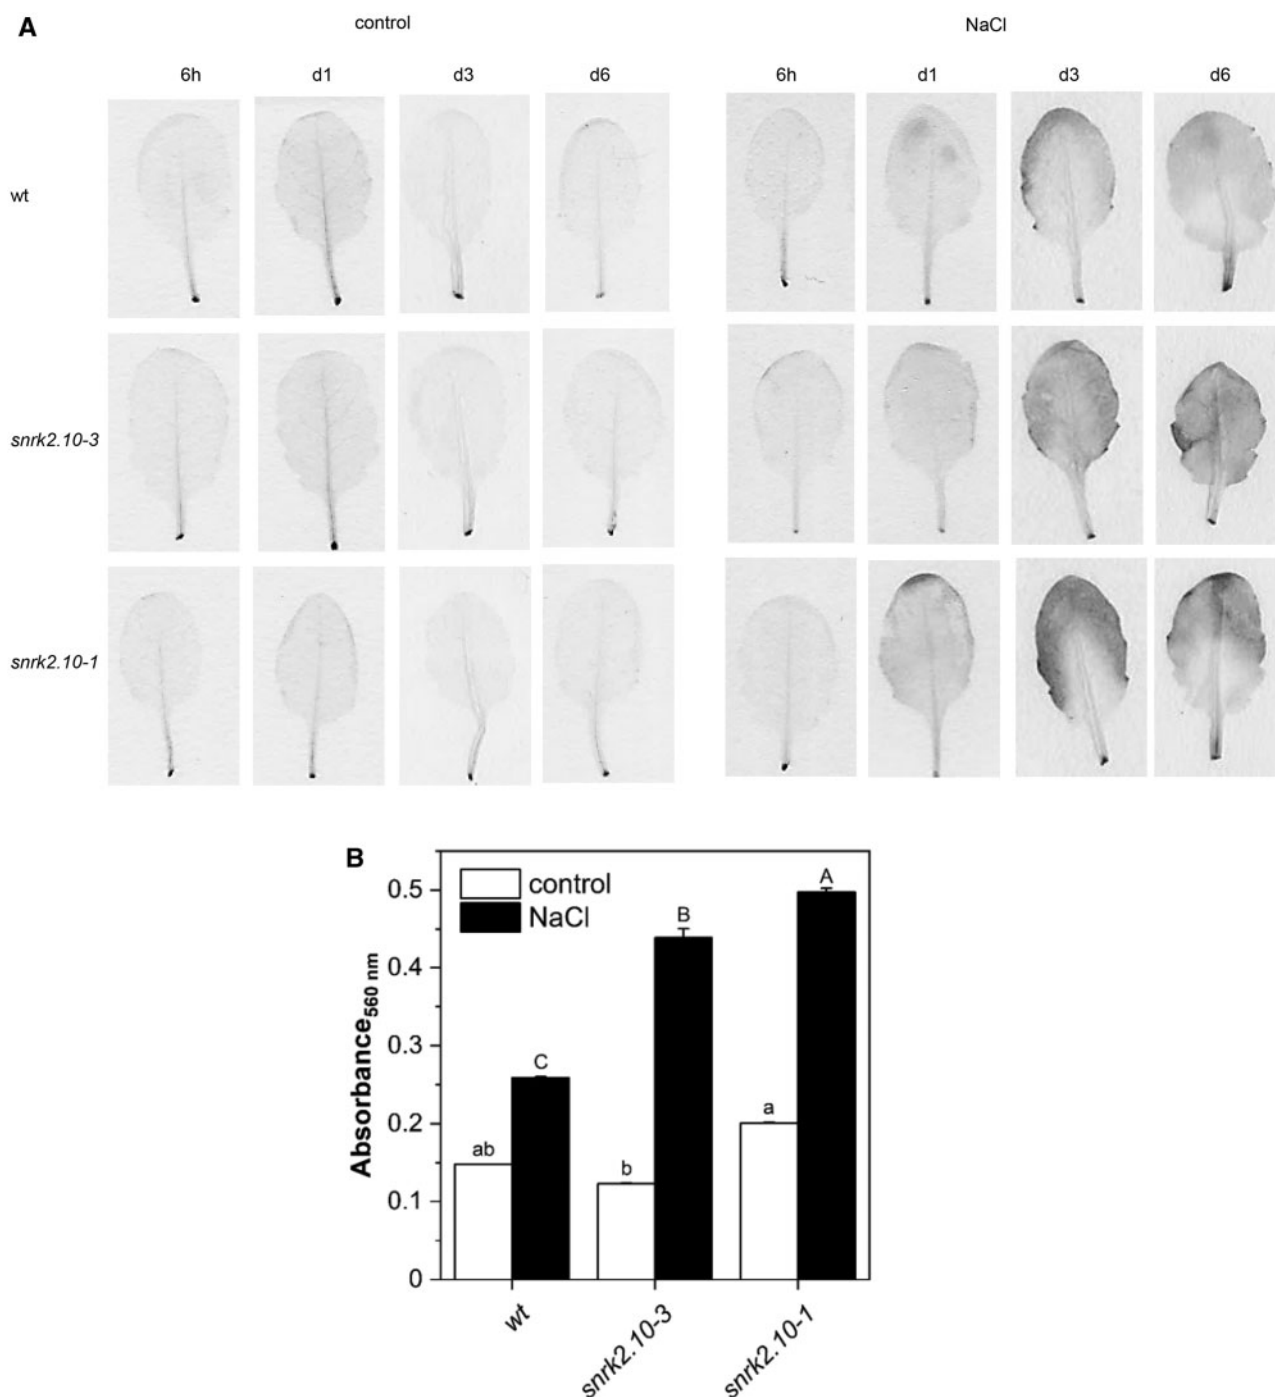 A
control
NaCl
6h d1 d3 d6 6h d1 d3 d6
wt
snrk2.10-3
snrk2.10-1
B
control
NaCl
Absorbance560 nm
0.5
0.4
0.3
0.2
0.1
0
ab
C
b
B
a
A
wt
snrk2.10-3
snrk2.10-1